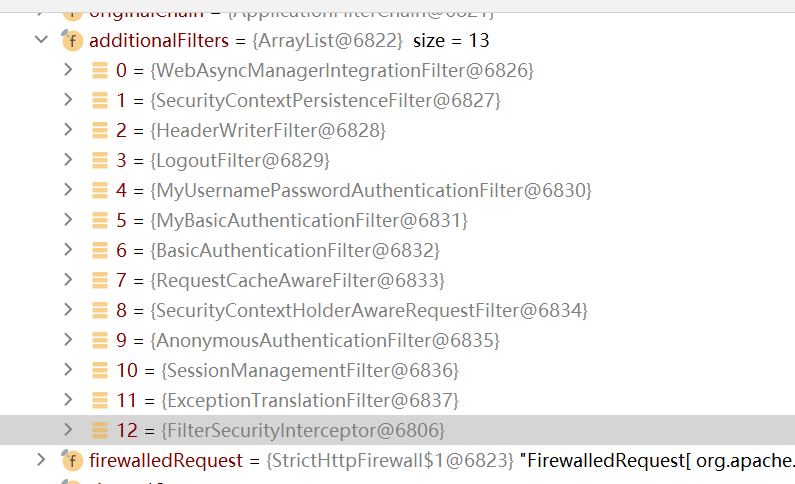 originalChain = {ApplicationFilterChain@6821}
additionalFilters = {ArrayList@6822} size = 13
0 = {WebAsyncManagerIntegrationFilter@6826}
1 = {SecurityContextPersistenceFilter@6827}
2 = {HeaderWriterFilter@6828}
3 = {LogoutFilter@6829}
4 = {MyUsernamePasswordAuthenticationFilter@6830}
5 = {MyBasicAuthenticationFilter@6831}
6 = {BasicAuthenticationFilter@6832}
7 = {RequestCacheAwareFilter@6833}
8 = {SecurityContextHolderAwareRequestFilter@6834}
9 = {AnonymousAuthenticationFilter@6835}
10 = {SessionManagementFilter@6836}
11 = {ExceptionTranslationFilter@6837}
12 = {FilterSecurityInterceptor@6806}
firewalledRequest = {StrictHttpFirewall$1@6823} "FirewalledRequest[ org.apache.